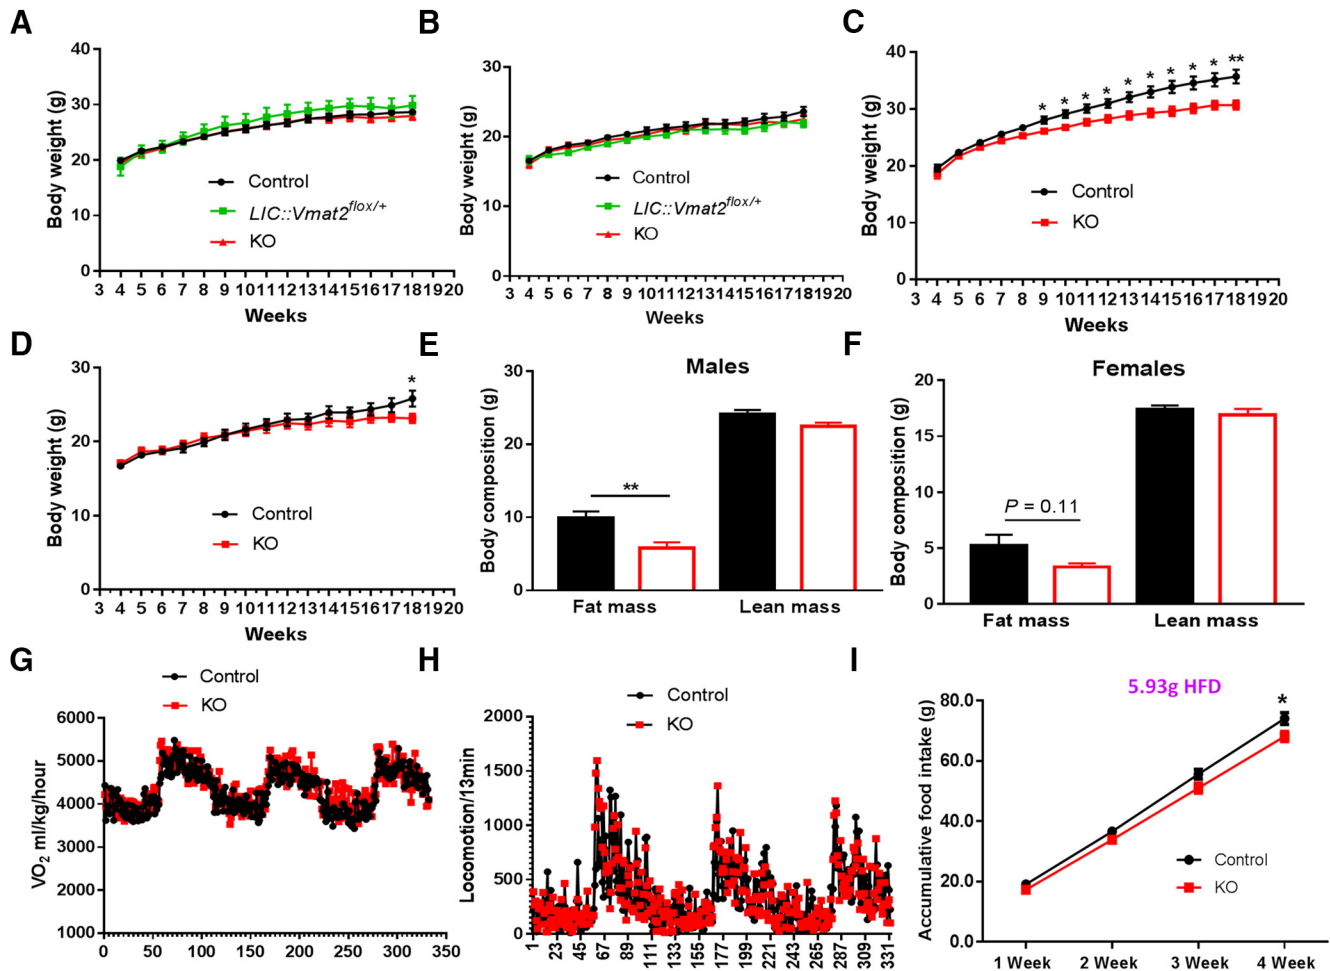 A
Body weight (g)
40
30
20
10
0
3 4 5 6 7 8 9 10 11 12 13 14 15 16 17 18 19 20
Weeks
Control
LIC::Vmat2flox/+
KO
B
Body weight (g)
30
20
10
0
3 4 5 6 7 8 9 10 11 12 13 14 15 16 17 18 19 20
Weeks
Control
LIC::Vmat2flox/+
KO
C
Body weight (g)
40
30
20
10
0
* * * * * * * * * **
3 4 5 6 7 8 9 10 11 12 13 14 15 16 17 18 19 20
Weeks
Control
KO
D
Body weight (g)
30
20
10
0
*
3 4 5 6 7 8 9 10 11 12 13 14 15 16 17 18 19 20
Weeks
Control
KO
E
Males
Body composition (g)
30
20
10
0
**
Fat mass Lean mass
F
Females
Body composition (g)
20
15
10
5
0
P = 0.11
Fat mass Lean mass
G
Control
KO
VO2 ml/kg/hour
6000
5000
4000
3000
2000
1000
0 50 100 150 200 250 300 350
H
Control
KO
Locomotion/13min
2000
1500
1000
500
0
1 23 45 67 89 111 133 155 177 199 221 243 265 287 309 331
I
5.93g HFD
Accumulative food intake (g)
80.0
60.0
40.0
20.0
0.0
*
Control
KO
1 Week 2 Week 3 Week 4 Week